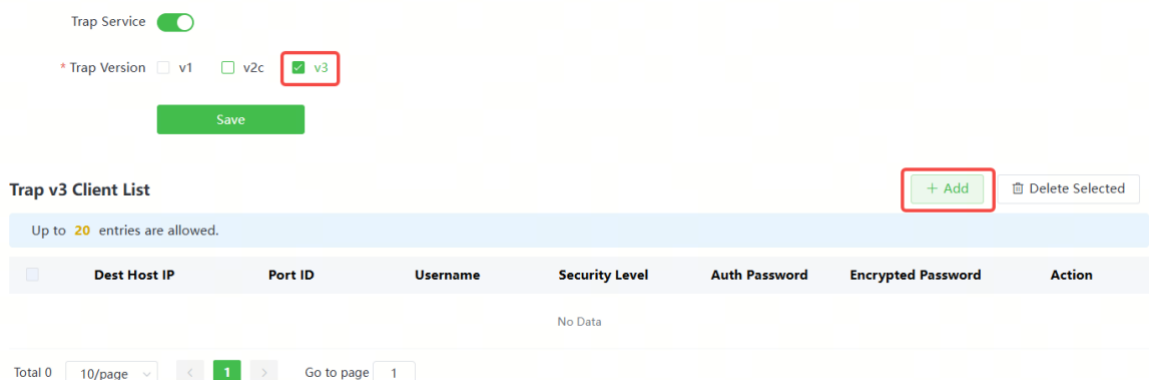 Trap Service
* Trap Version v1 v2c v3
Save
Trap v3 Client List + Add Delete Selected
Up to 20 entries are allowed.
Dest Host IP Port ID Username Security Level Auth Password Encrypted Password Action
No Data
Total 0 10/page < 1 > Go to page 1